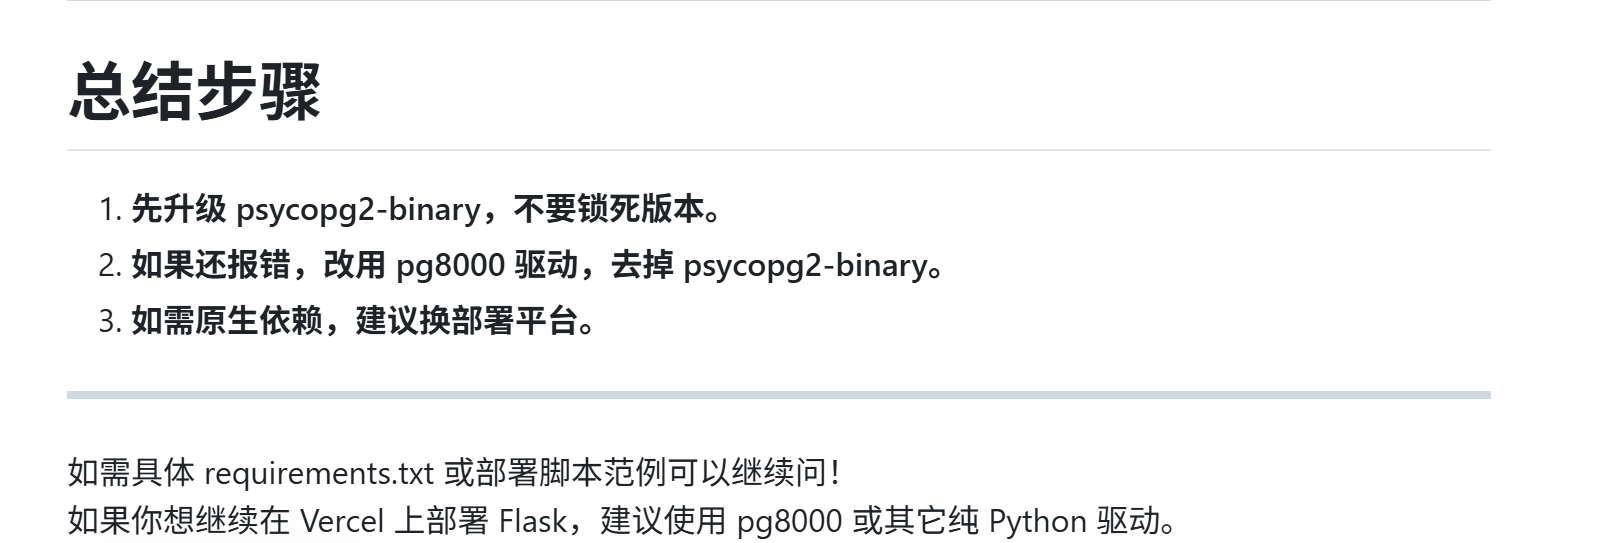 总结步骤
1. 先升级 psycopg2-binary，不要锁死版本。
2. 如果还报错，改用 pg8000 驱动，去掉 psycopg2-binary。
3. 如需原生依赖，建议换部署平台。
如需具体 requirements.txt 或部署脚本范例可以继续问！
如果你想继续在 Vercel 上部署 Flask，建议使用 pg8000 或其它纯 Python 驱动。